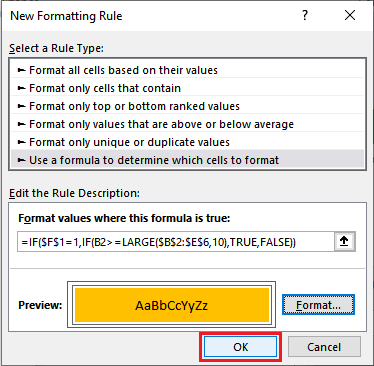 New Formatting Rule
?
Select a Rule Type:
► Format all cells based on their values
► Format only cells that contain
► Format only top or bottom ranked values
► Format only values that are above or below average
► Format only unique or duplicate values
► Use a formula to determine which cells to format
Edit the Rule Description:
Format values where this formula is true:
=IF($F$1=1,IF(B2>=LARGE($B$2:$E$6,10),TRUE,FALSE))
Preview: AaBbCcYyZz Format...
OK Cancel